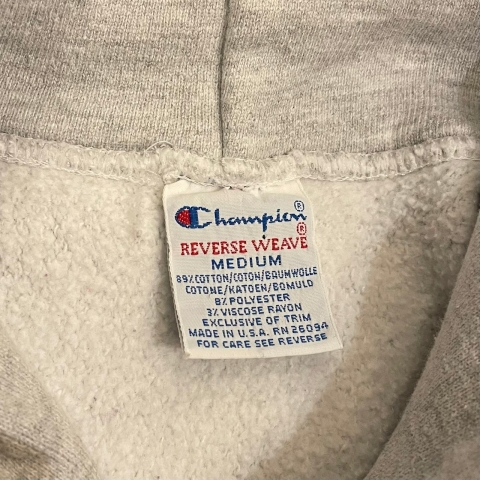 Champion®
REVERSE WEAVE®
MEDIUM
89% COTTON/COTON/BAUMWOLLE
COTONE/KATOEN/BOMULD
8% POLYESTER
3% VISCOSE RAYON
EXCLUSIVE OF TRIM
MADE IN U.S.A. RN 26094
FOR CARE SEE REVERSE